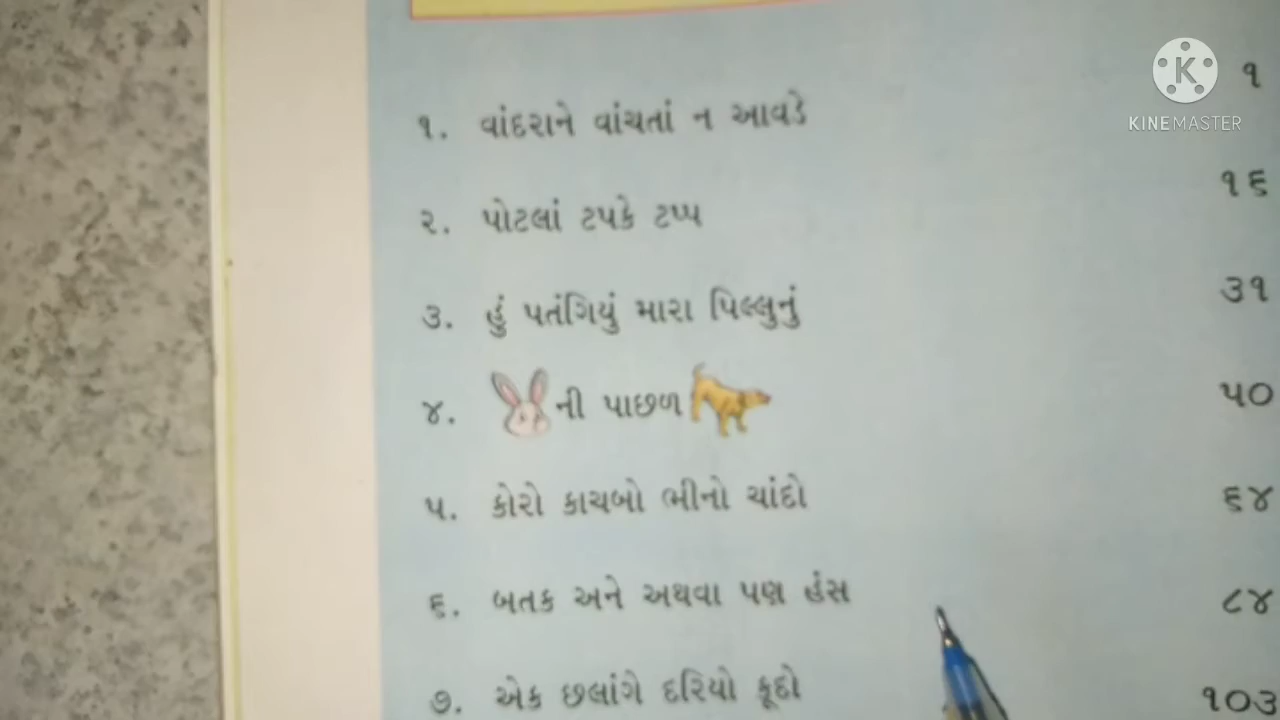 KINEMASTER
૧. વાંદરાને વાંચતાં ન આવડે ૧
૨. પોટલાં ટપકે ટપ્પ ૧૬
૩. હું પતંગિયું મારા પિલ્લુનું ૩૧
૪. ની પાછળ ૫૦
૫. કોરો કાચબો ભીનો ચાંદો ૬૪
૬. બતક અને અથવા પણ હંસ ૮૪
૭. એક છલાંગે દરિયો કૂદો ૧૦૩